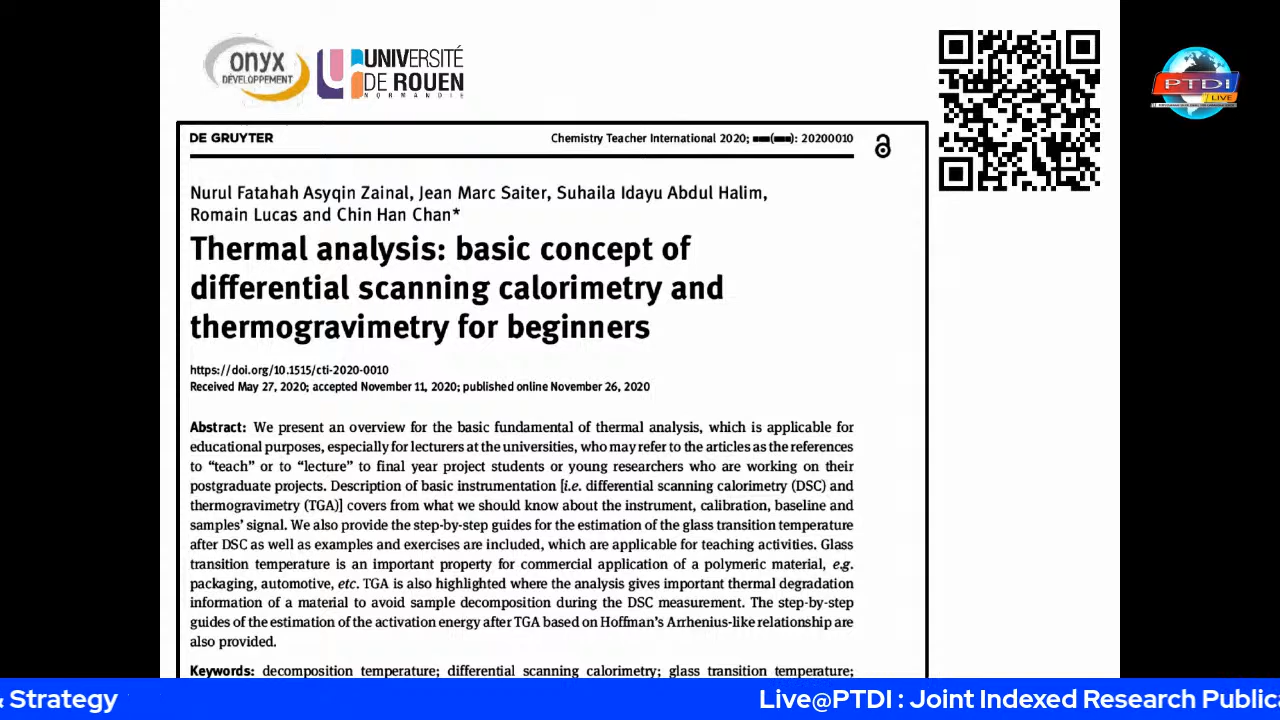 onyx
DÉVELOPPEMENT
UNIVERSITÉ
DE ROUEN
NORMANDIE
PTDI
LIVE
DE GRUYTER
Chemistry Teacher International 2020; ▪▪▪(▪▪▪): 20200010
Nurul Fatahah Asyqin Zainal, Jean Marc Saiter, Suhaila Idayu Abdul Halim,
Romain Lucas and Chin Han Chan*
Thermal analysis: basic concept of
differential scanning calorimetry and
thermogravimetry for beginners
https://doi.org/10.1515/cti-2020-0010
Received May 27, 2020; accepted November 11, 2020; published online November 26, 2020
Abstract: We present an overview for the basic fundamental of thermal analysis, which is applicable for
educational purposes, especially for lecturers at the universities, who may refer to the articles as the references
to “teach” or to “lecture” to final year project students or young researchers who are working on their
postgraduate projects. Description of basic instrumentation [i.e. differential scanning calorimetry (DSC) and
thermogravimetry (TGA)] covers from what we should know about the instrument, calibration, baseline and
samples’ signal. We also provide the step-by-step guides for the estimation of the glass transition temperature
after DSC as well as examples and exercises are included, which are applicable for teaching activities. Glass
transition temperature is an important property for commercial application of a polymeric material, e.g.
packaging, automotive, etc. TGA is also highlighted where the analysis gives important thermal degradation
information of a material to avoid sample decomposition during the DSC measurement. The step-by-step
guides of the estimation of the activation energy after TGA based on Hoffman’s Arrhenius-like relationship are
also provided.
Keywords: decomposition temperature; differential scanning calorimetry; glass transition temperature;
& Strategy
Live@PTDI : Joint Indexed Research Publica